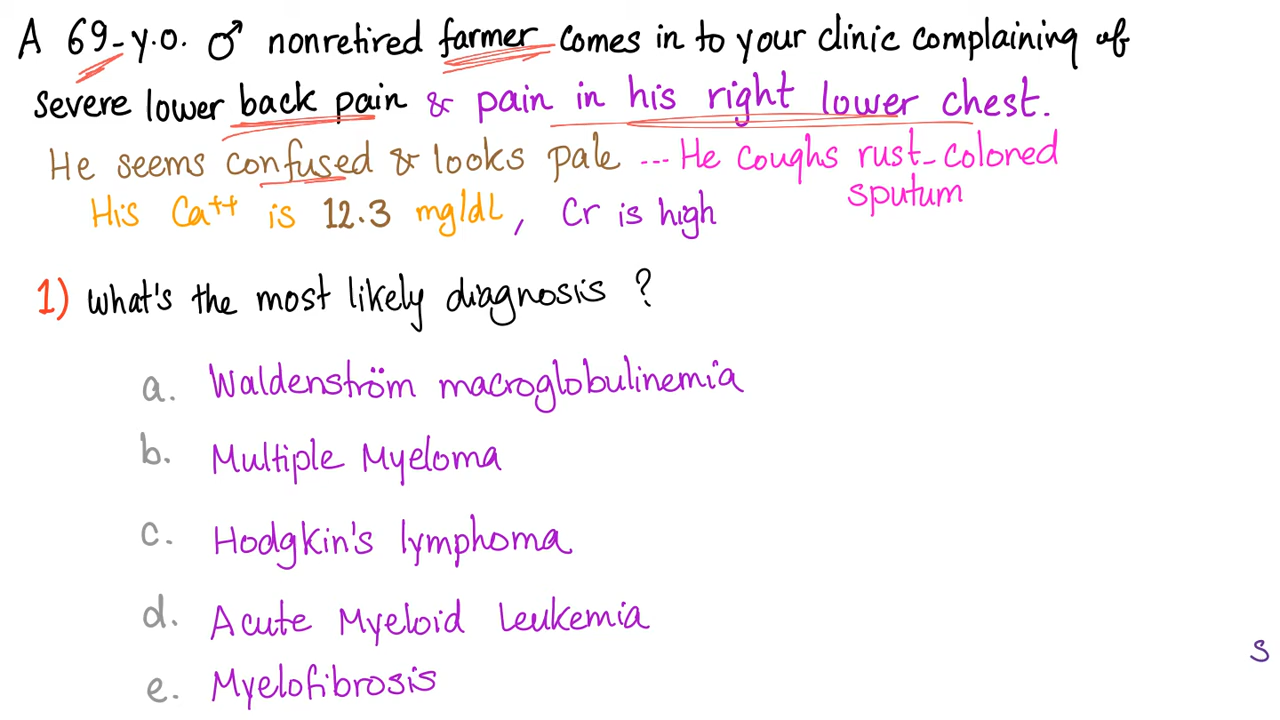 A 69-y.o. ♂ nonretired farmer comes in to your clinic complaining of
severe lower back pain & pain in his right lower chest.
He seems confused & looks pale ... He coughs rust-colored
sputum
His Ca++ is 12.3 mg/dL, Cr is high
1) What's the most likely diagnosis ?
a. Waldenström macroglobulinemia
b. Multiple Myeloma
c. Hodgkin's lymphoma
d. Acute Myeloid Leukemia
e. Myelofibrosis
S